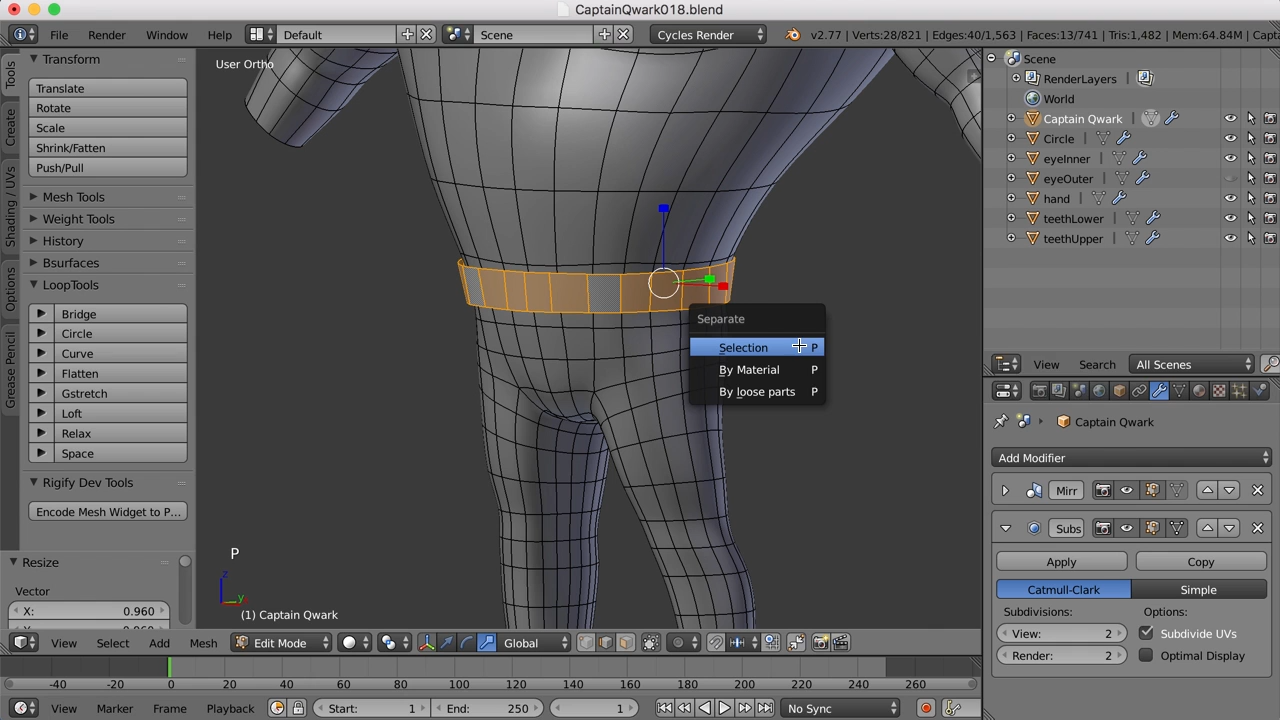 CaptainQwark018.blend
File Render Window Help Default Scene Cycles Render v2.77 | Verts:28/821 | Edges:40/1,563 | Faces:13/741 | Tris:1,482 | Mem:64.84M | Capta
Tools
Create
Shading / UVs
Options
Grease Pencil
Transform
Translate
Rotate
Scale
Shrink/Fatten
Push/Pull
Mesh Tools
Weight Tools
History
Bsurfaces
LoopTools
Bridge
Circle
Curve
Flatten
Gstretch
Loft
Relax
Space
Rigify Dev Tools
Encode Mesh Widget to P...
Resize
Vector
X: 0.960
User Ortho
Separate
Selection P
By Material P
By loose parts P
P
z
y
(1) Captain Qwark
View Select Add Mesh Edit Mode Global
-40 -20 0 20 40 60 80 100 120 140 160 180 200 220 240 260
View Marker Frame Playback Start: 1 End: 250 1 No Sync
Scene
RenderLayers
World
Captain Qwark
Circle
eyeInner
eyeOuter
hand
teethLower
teethUpper
View Search All Scenes
Captain Qwark
Add Modifier
Mirr
Subs
Apply Copy
Catmull-Clark Simple
Subdivisions: Options:
View: 2 Subdivide UVs
Render: 2 Optimal Display